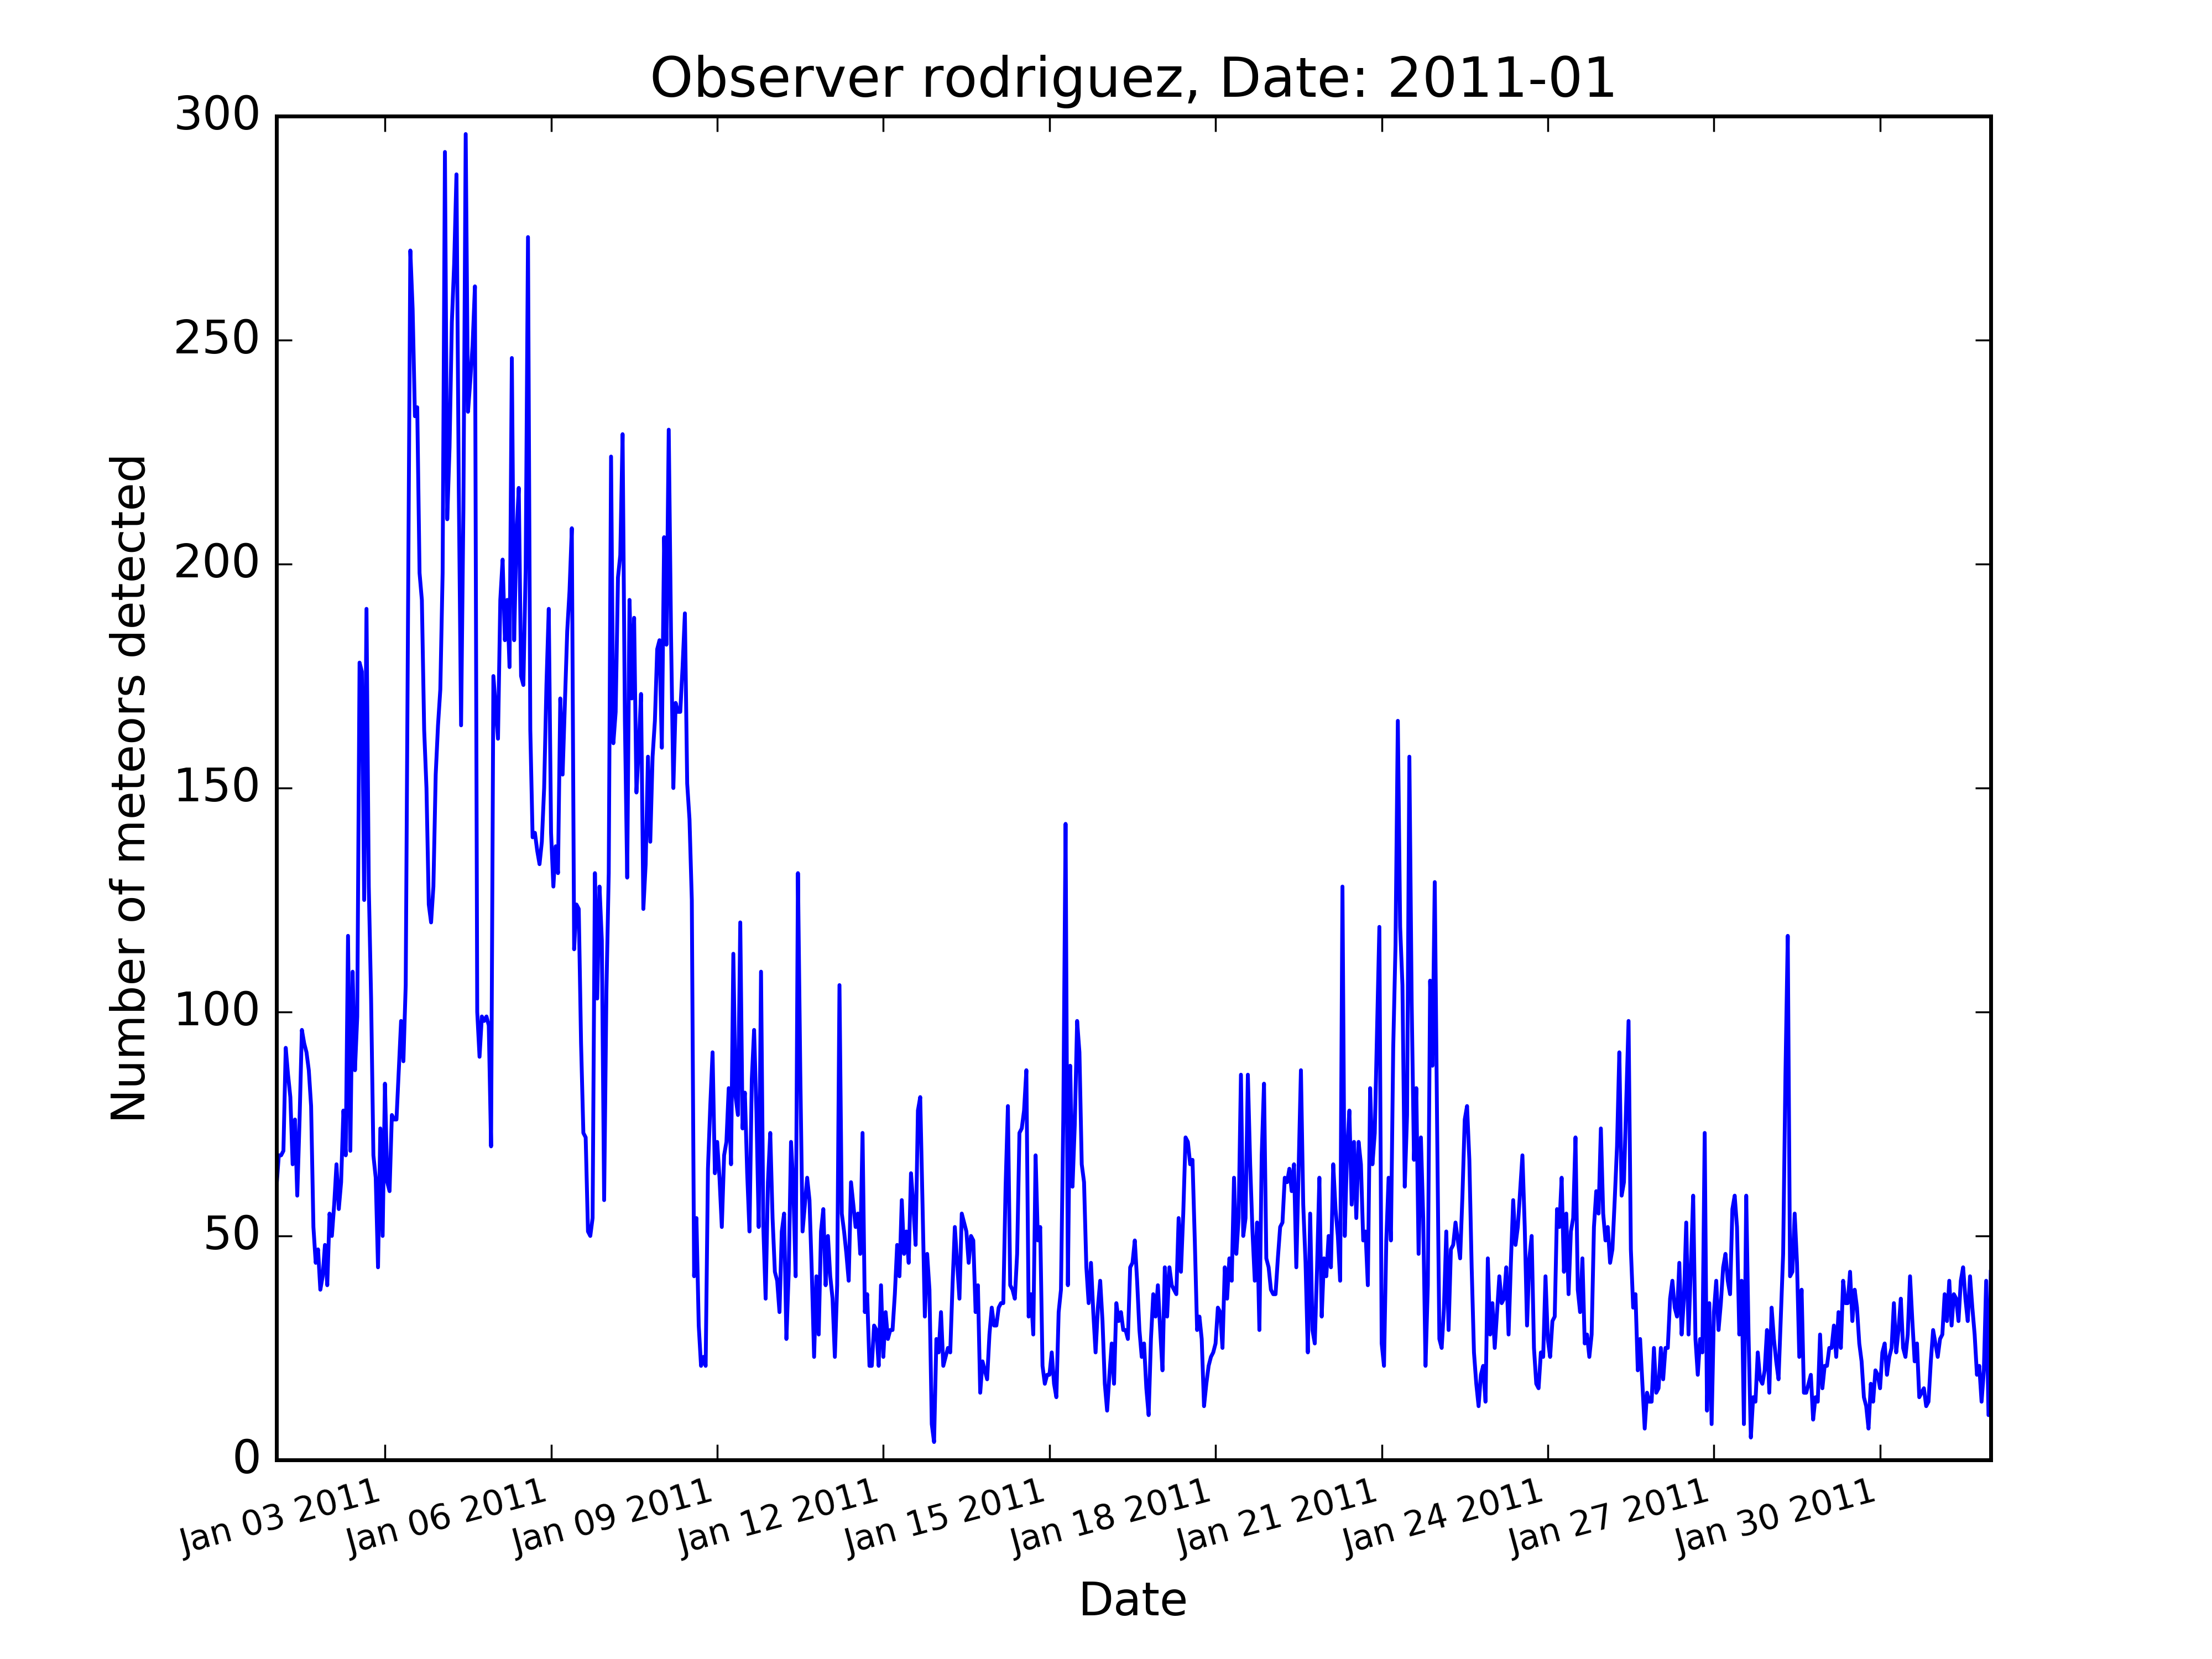 Observer rodriguez, Date: 2011-01
300
250
200
150
100
50
0
Number of meteors detected
Jan 03 2011
Jan 06 2011
Jan 09 2011
Jan 12 2011
Jan 15 2011
Jan 18 2011
Jan 21 2011
Jan 24 2011
Jan 27 2011
Jan 30 2011
Date